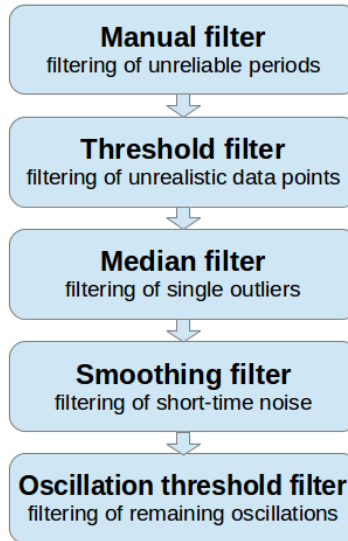 Manual filter
filtering of unreliable periods
Threshold filter
filtering of unrealistic data points
Median filter
filtering of single outliers
Smoothing filter
filtering of short-time noise
Oscillation threshold filter
filtering of remaining oscillations